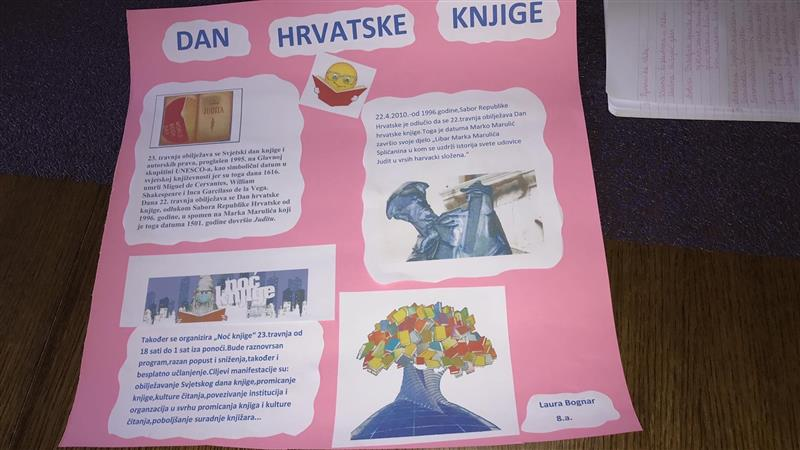 DAN HRVATSKE KNJIGE
JUDITA
23. travnja obilježava se Svjetski dan knjige i
autorskih prava, proglašen 1995. na Glavnoj
skupštini UNESCO-a, kao simbolični datum u
svjetskoj književnosti jer su toga dana 1616.
umrli Miguel de Cervantes, William
Shakespeare i Inca Garcilaso de la Vega.
Dana 22. travnja obilježava se Dan hrvatske
knjige, odlukom Sabora Republike Hrvatske od
1996. godine, u spomen na Marka Marulića koji
je toga datuma 1501. godine dovršio Juditu.
22.4.2010.-od 1996.godine,Sabor Republike
Hrvatske je odlučio da se 22.travnja obilježava Dan
hrvatske knjige.Toga je datuma Marko Marulić
završio svoje djelo „Libar Marka Marulića
Splićanina u kom se uzdrži istorija svete udovice
Judit u vrsih harvacki složena.“
noć
knjige
Također se organizira „Noć knjige“ 23.travnja od
18 sati do 1 sat iza ponoći.Bude raznovrsan
program,razan popust i sniženja,također i
besplatno učlanjenje.Ciljevi manifestacije su:
obilježavanje Svjetskog dana knjige,promicanje
knjige,kulture čitanja,povezivanje institucija i
organzacija u svrhu promicanja knjiga i kulture
čitanja,poboljšanje suradnje knjižara...
Laura Bognar
8.a.